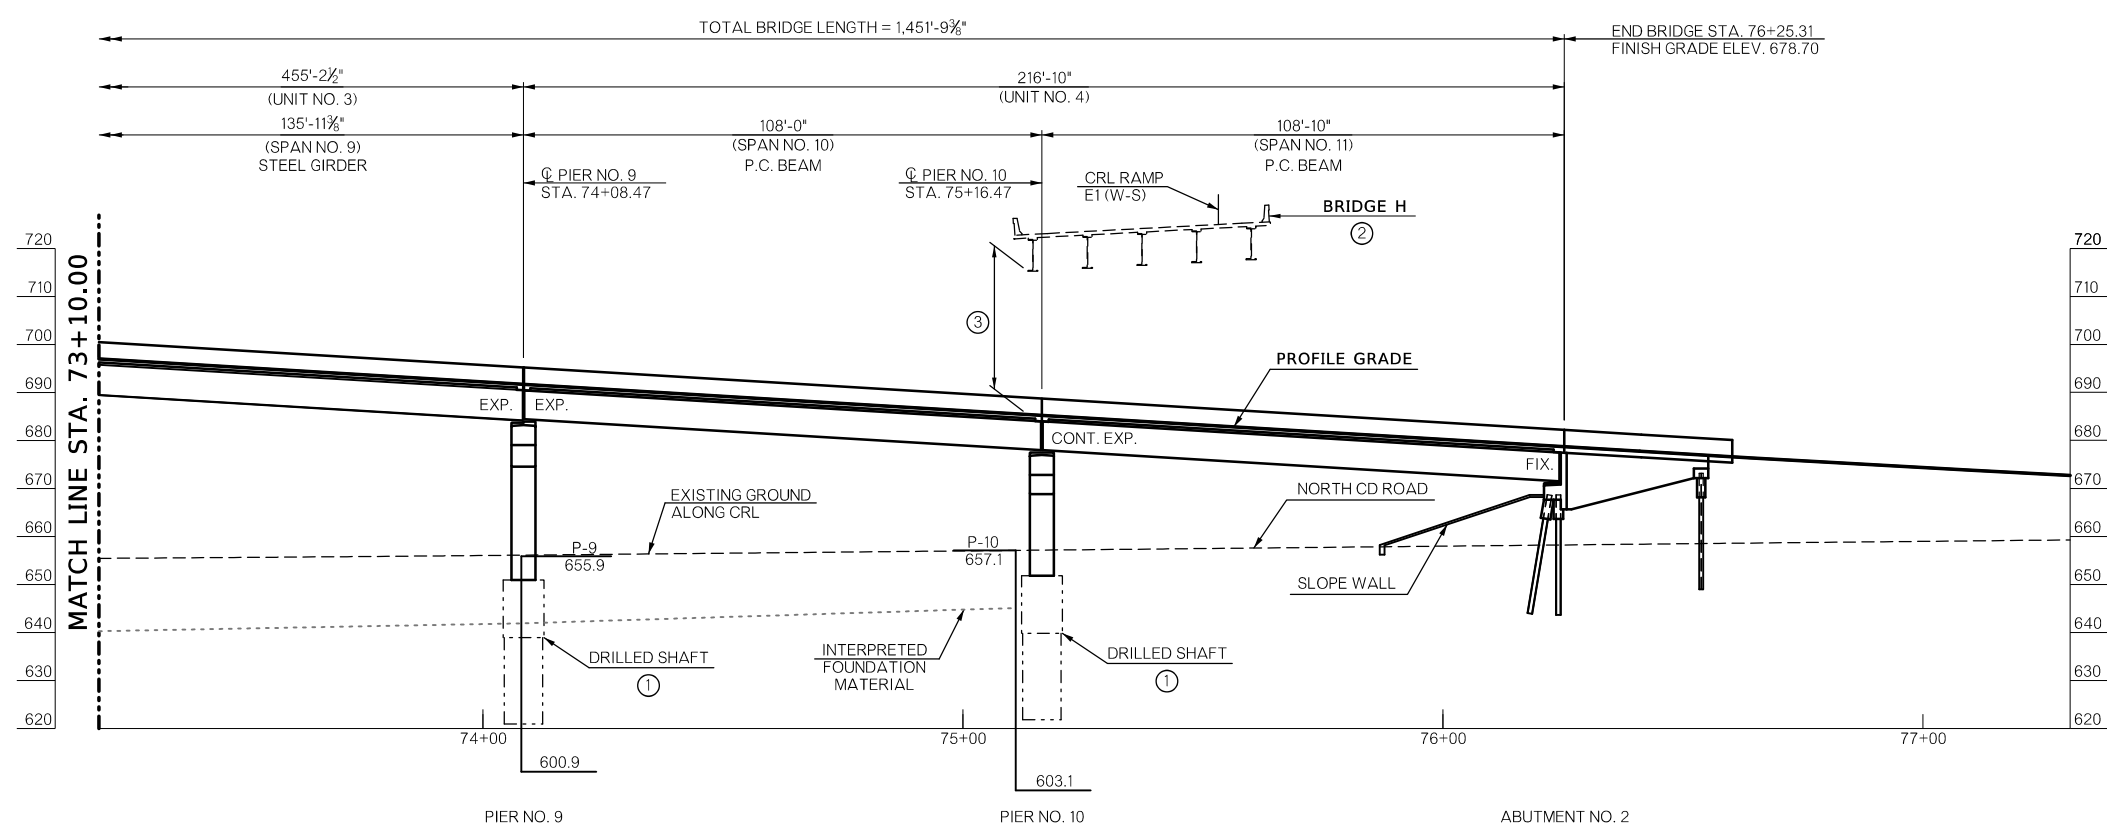 TOTAL BRIDGE LENGTH = 1,451'-9⅜"
END BRIDGE STA. 76+25.31
FINISH GRADE ELEV. 678.70
455'-2½"
(UNIT NO. 3)
216'-10"
(UNIT NO. 4)
135'-11⅜"
(SPAN NO. 9)
STEEL GIRDER
108'-0"
(SPAN NO. 10)
P.C. BEAM
108'-10"
(SPAN NO. 11)
P.C. BEAM
℄ PIER NO. 9
STA. 74+08.47
℄ PIER NO. 10
STA. 75+16.47
CRL RAMP
E1 (W-S)
BRIDGE H
2
3
MATCH LINE STA. 73+10.00
720
710
700
690
680
670
660
650
640
630
620
PROFILE GRADE
EXP.
EXP.
CONT. EXP.
FIX.
EXISTING GROUND
ALONG CRL
NORTH CD ROAD
P-9
655.9
P-10
657.1
SLOPE WALL
DRILLED SHAFT
1
INTERPRETED
FOUNDATION
MATERIAL
DRILLED SHAFT
1
720
710
700
690
680
670
660
650
640
630
620
74+00
75+00
76+00
77+00
600.9
603.1
PIER NO. 9
PIER NO. 10
ABUTMENT NO. 2